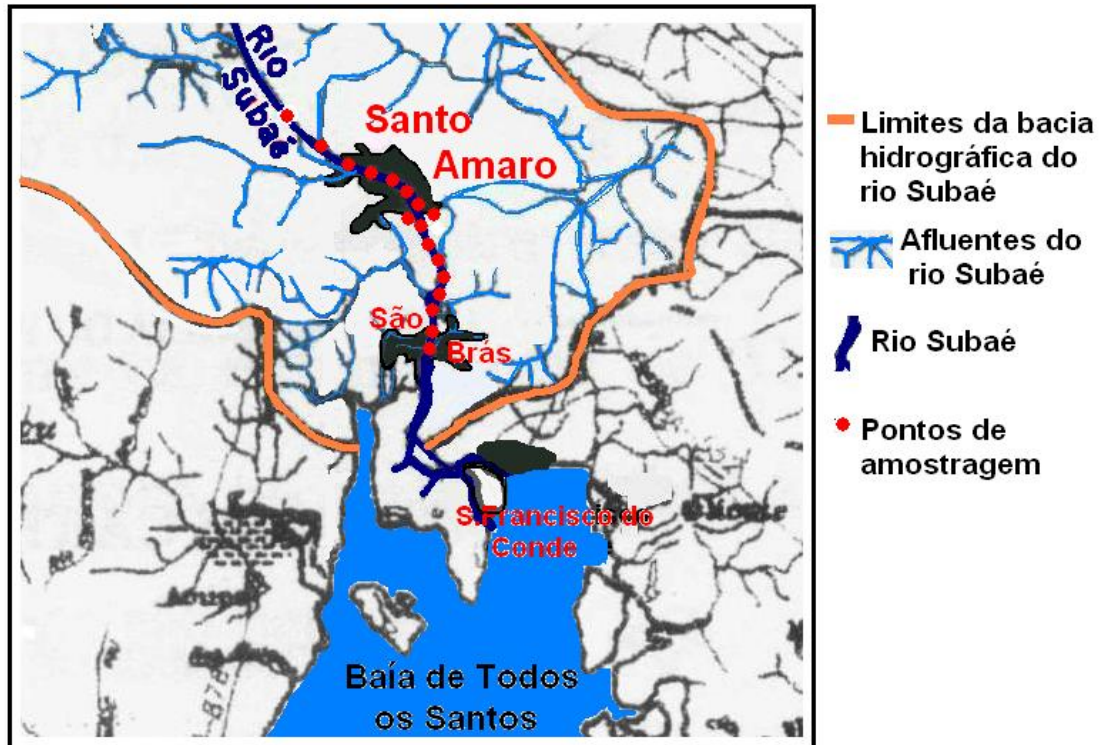 Rio
Subaé
Santo
Amaro
São
Brás
S.Francisco do
Conde
Baía de Todos
os Santos
Limites da bacia
hidrográfica do
rio Subaé
Afluentes do
rio Subaé
Rio Subaé
Pontos de
amostragem